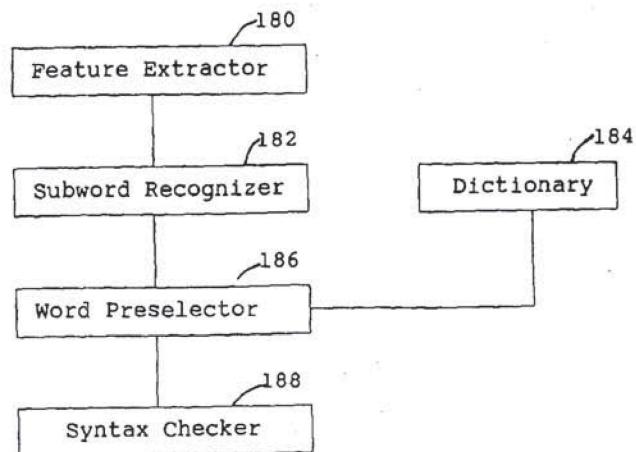 180
Feature Extractor
182
Subword Recognizer
184
Dictionary
186
Word Preselector
188
Syntax Checker